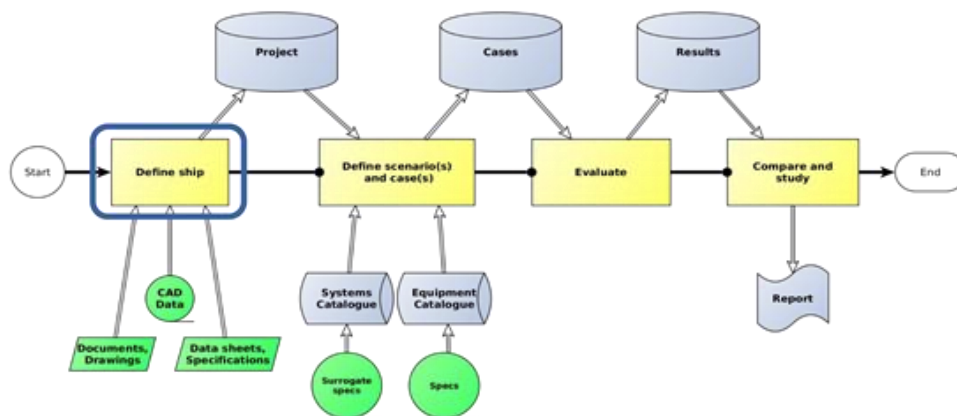 Project
Cases
Results
Start
Define ship
Define scenario(s)
and case(s)
Evaluate
Compare and
study
End
CAD
Data
Systems
Catalogue
Equipment
Catalogue
Report
Documents,
Drawings
Data sheets,
Specifications
Surrogate
specs
Specs